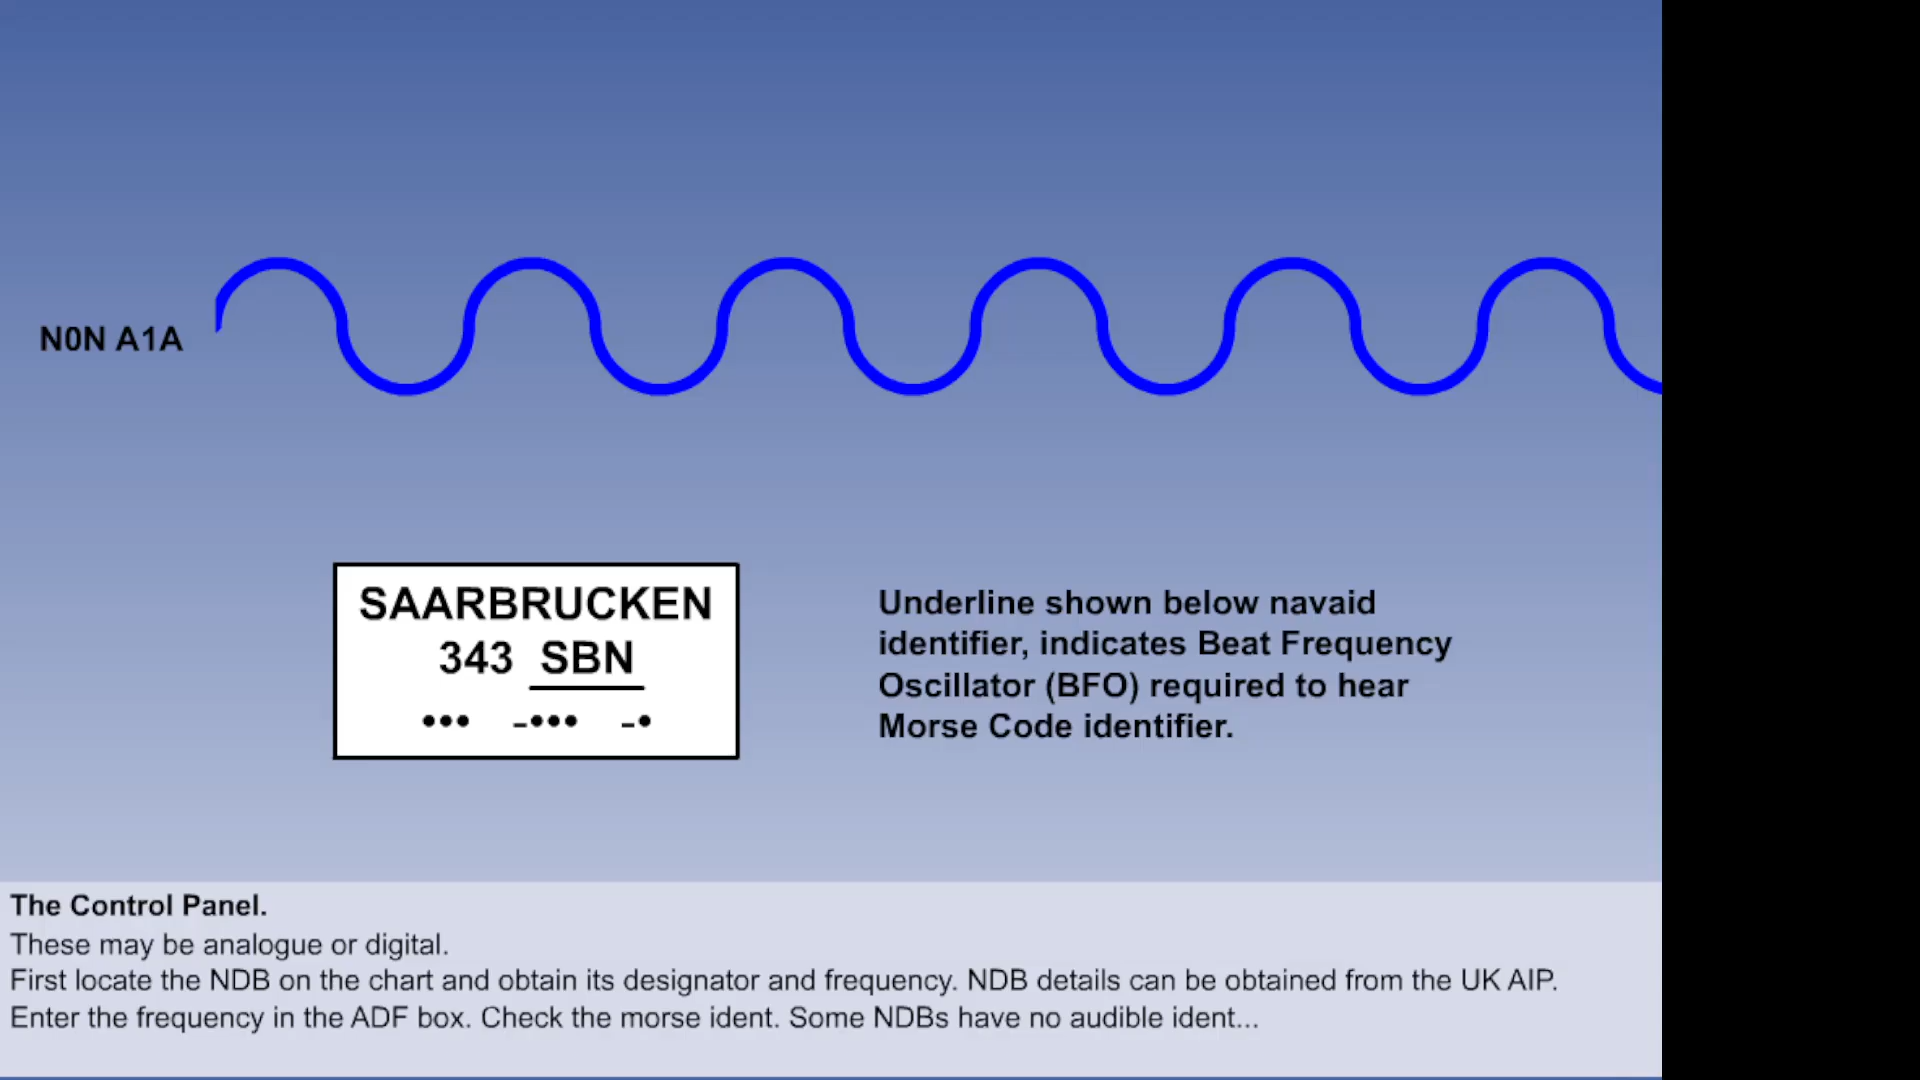 N0N A1A
SAARBRUCKEN
343 SBN
••• –••• –•
Underline shown below navaid
identifier, indicates Beat Frequency
Oscillator (BFO) required to hear
Morse Code identifier.
The Control Panel.
These may be analogue or digital.
First locate the NDB on the chart and obtain its designator and frequency. NDB details can be obtained from the UK AIP.
Enter the frequency in the ADF box. Check the morse ident. Some NDBs have no audible ident...